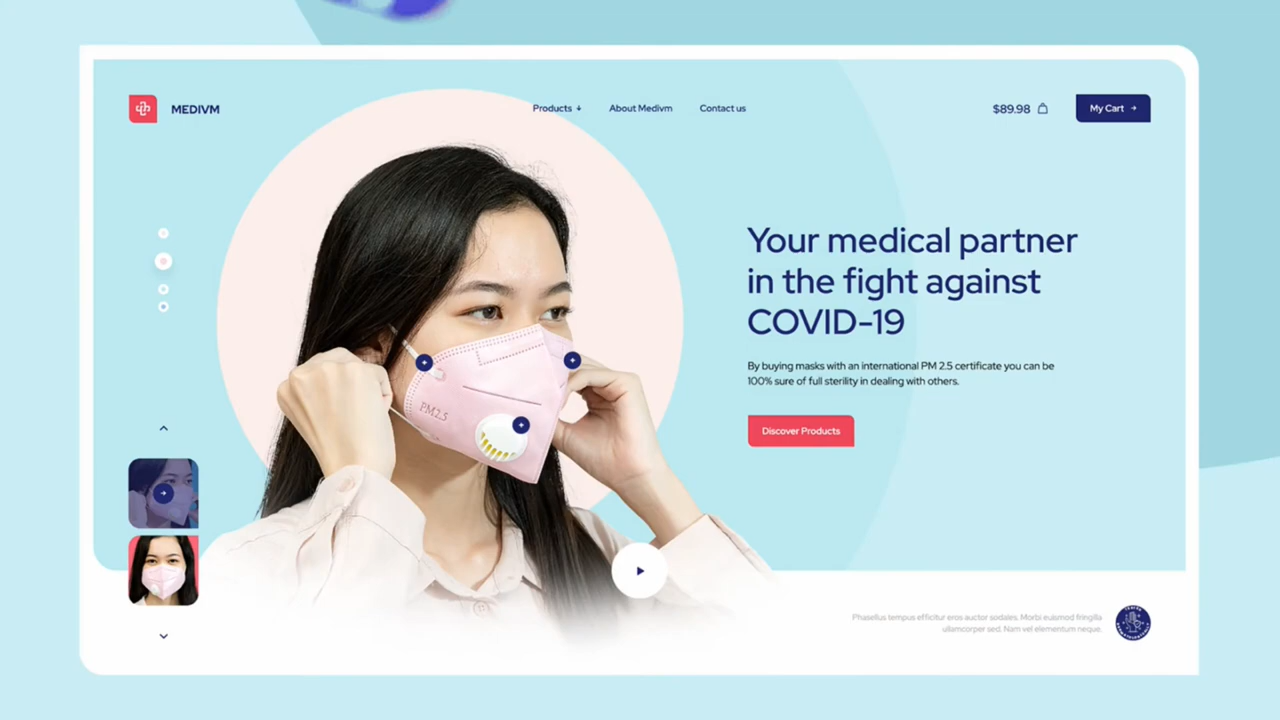 MEDIVM
Products ↓
About Medivm
Contact us
$89.98
My Cart →
Your medical partner
in the fight against
COVID-19
By buying masks with an international PM 2.5 certificate you can be
100% sure of full sterility in dealing with others.
Discover Products
PM2.5
Phasellus tempus efficitur eros auctor sodales. Morbi euismod fringilla
ullamcorper sed. Nam vel elementum neque.